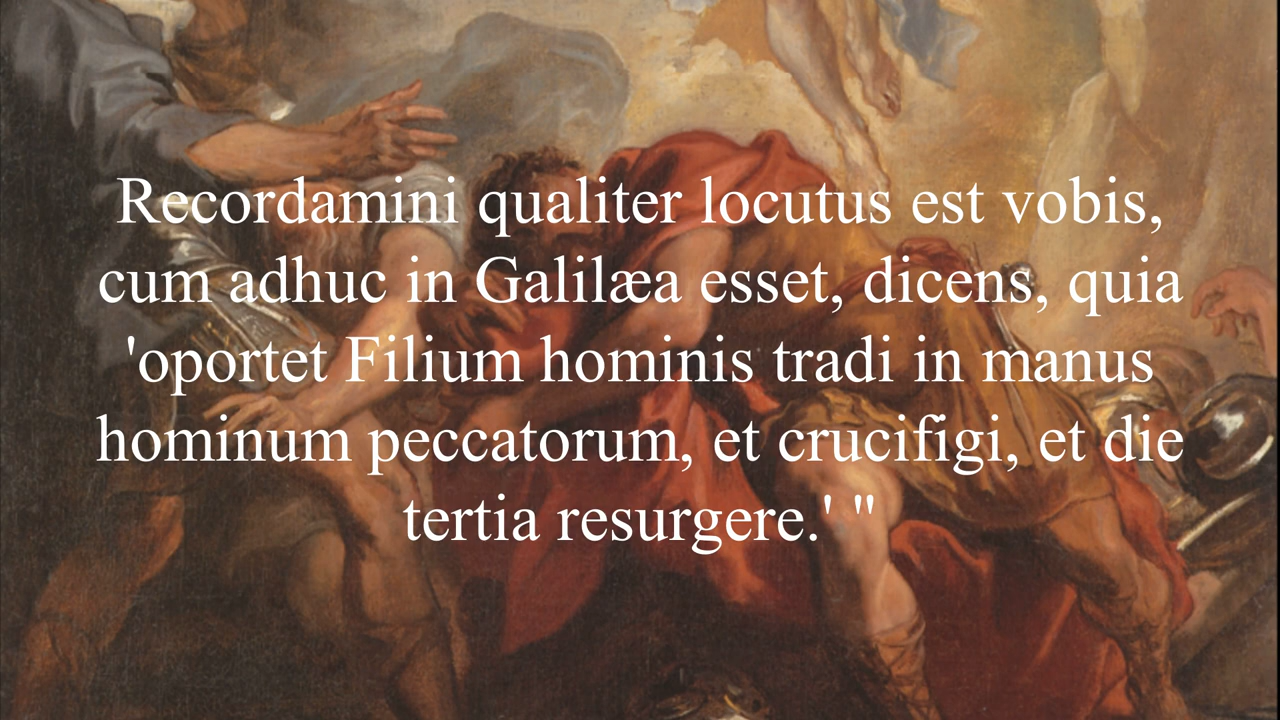 Recordamini qualiter locutus est vobis,
cum adhuc in Galilæa esset, dicens, quia
'oportet Filium hominis tradi in manus
hominum peccatorum, et crucifigi, et die
tertia resurgere.' "